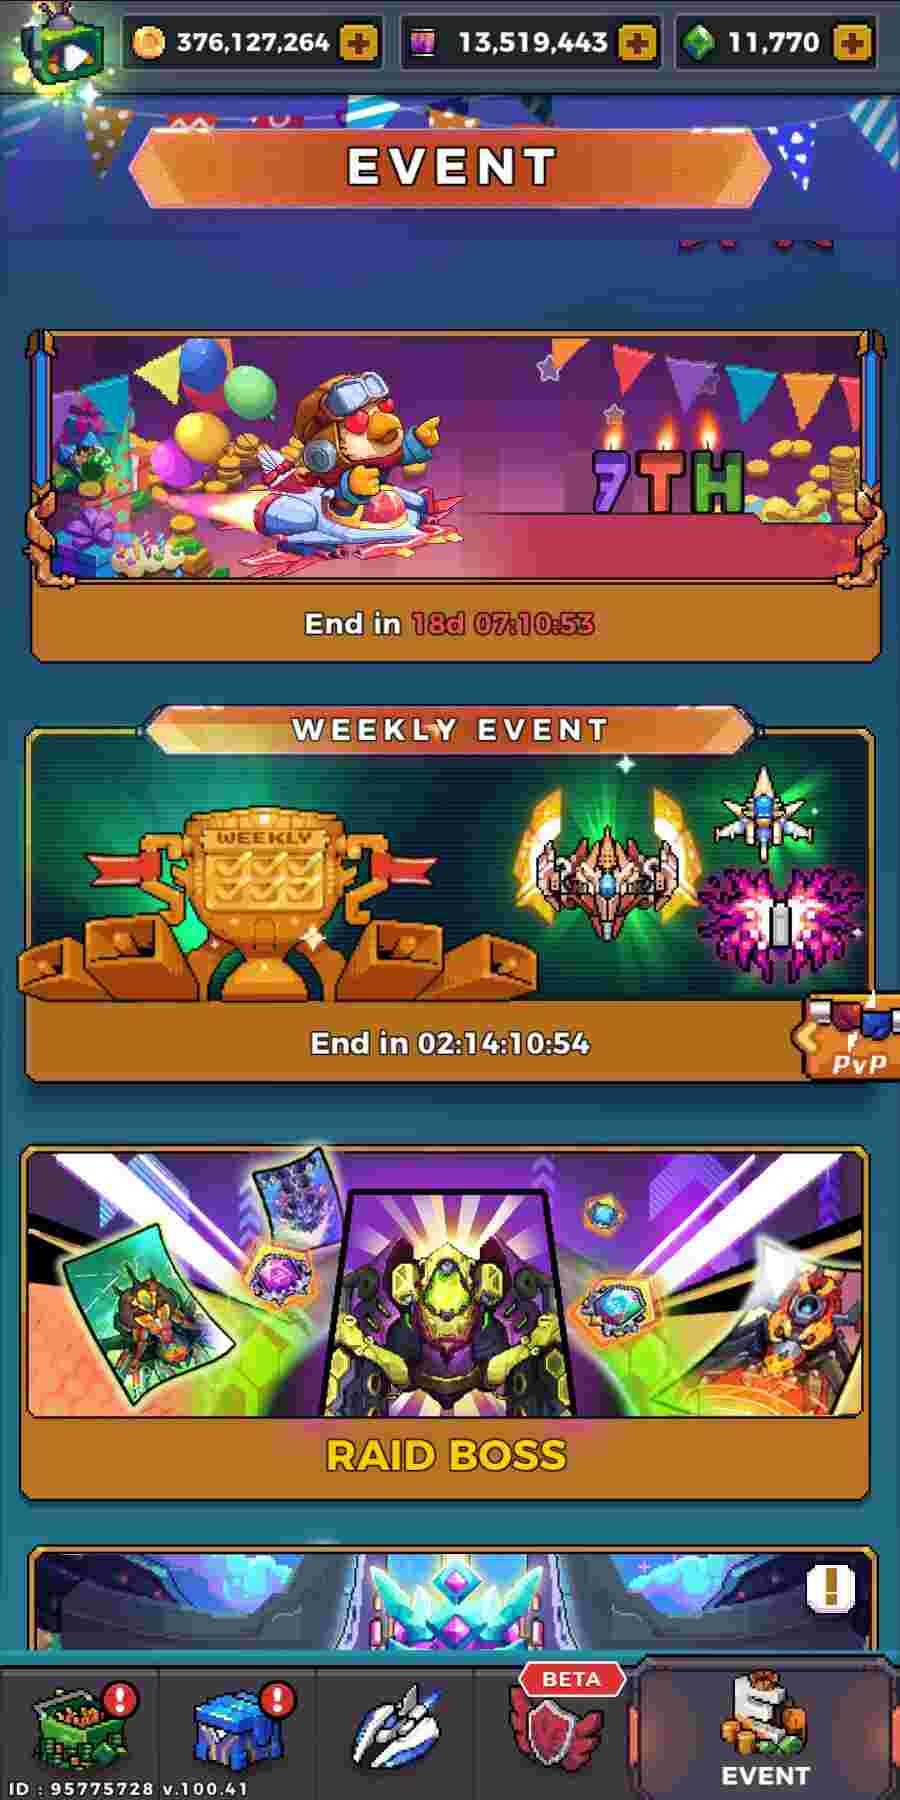 376,127,264
13,519,443
11,770
EVENT
7TH
End in 18d 07:10:53
WEEKLY EVENT
WEEKLY
End in 02:14:10:54
PvP
RAID BOSS
BETA
EVENT
ID : 95775728 v.100.41